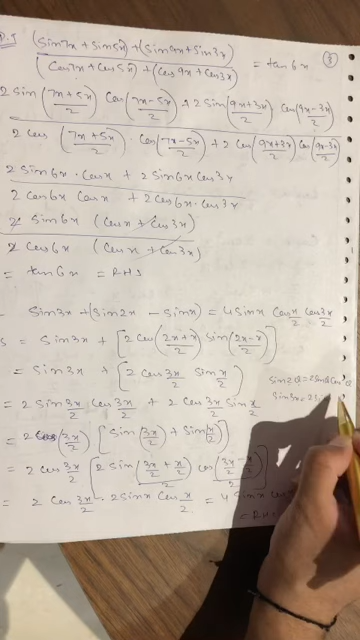 P.T (Sin7x + Sin5x) + (Sin9x + Sin3x) / (Cos7x + Cos5x) + (Cos9x + Cos3x) = tan6x
2 Sin (7x+5x / 2) Cos (7x-5x / 2) + 2 Sin (9x+3x / 2) Cos (9x-3x / 2)
2 Cos (7x+5x / 2) · Cos (7x-5x / 2) + 2 Cos (9x+3x / 2) Cos (9x-3x / 2)
2 Sin6x · Cosx + 2 Sin6x Cos3x
2 Cos6x Cosx + 2 Cos6x · Cos3x
2 Sin6x (Cosx + Cos3x)
2 Cos6x (Cosx + Cos3x)
= tan6x = RHS
Sin3x + (Sin2x - Sinx) = 4 Sinx Cos x/2 Cos 3x/2
S = Sin3x + [2 Cos (2x+x / 2) Sin (2x-x / 2)]
= Sin3x + [2 Cos 3x/2 Sin x/2]
Sin2θ = 2SinθCosθ
Sin3x = 2S
= 2 Sin 3x/2 Cos 3x/2 + 2 Cos 3x/2 Sin x/2
= 2 Cos (3x/2) [Sin (3x/2) + Sin (x/2)]
= 2 Cos 3x/2 [2 Sin (3x/2 + x/2 / 2) Cos (3x/2 - x/2 / 2)]
= 2 Cos 3x/2 · 2 Sinx Cos x/2 = 4 Sinx Cos
= RHS